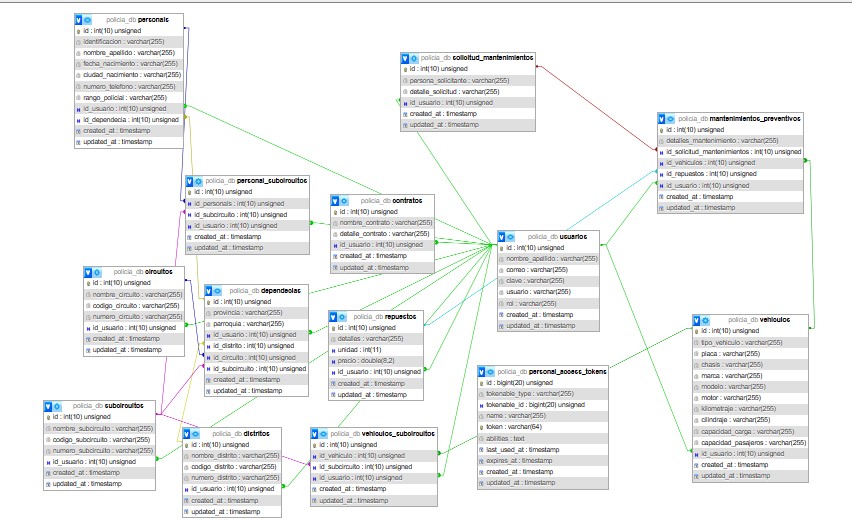 policia_db personals
id : int(10) unsigned
identificacion : varchar(255)
nombre_apellido : varchar(255)
fecha_nacimiento : varchar(255)
ciudad_nacimiento : varchar(255)
numero_telefono : varchar(255)
rango_policial : varchar(255)
id_usuario : int(10) unsigned
id_dependecia : int(10) unsigned
created_at : timestamp
updated_at : timestamp
policia_db solicitud_mantenimientos
id : int(10) unsigned
persona_solicitante : varchar(255)
detalle_solicitud : varchar(255)
id_usuario : int(10) unsigned
created_at : timestamp
updated_at : timestamp
policia_db mantenimientos_preventivos
id : int(10) unsigned
detalles_mantenimiento : varchar(255)
id_solicitud_mantenimientos : int(10) unsigned
id_vehiculos : int(10) unsigned
id_repuestos : int(10) unsigned
id_usuario : int(10) unsigned
created_at : timestamp
updated_at : timestamp
policia_db personal_subcircuitos
id : int(10) unsigned
id_personals : int(10) unsigned
id_subcircuito : int(10) unsigned
id_usuario : int(10) unsigned
created_at : timestamp
updated_at : timestamp
policia_db contratos
id : int(10) unsigned
nombre_contrato : varchar(255)
detalle_contrato : varchar(255)
id_usuario : int(10) unsigned
created_at : timestamp
updated_at : timestamp
policia_db usuarios
id : int(10) unsigned
nombre_apellido : varchar(255)
correo : varchar(255)
clave : varchar(255)
usuario : varchar(255)
rol : varchar(255)
created_at : timestamp
updated_at : timestamp
policia_db circuitos
id : int(10) unsigned
nombre_circuito : varchar(255)
codigo_circuito : varchar(255)
numero_circuito : varchar(255)
id_usuario : int(10) unsigned
created_at : timestamp
updated_at : timestamp
policia_db dependecias
id : int(10) unsigned
provincia : varchar(255)
parroquia : varchar(255)
id_usuario : int(10) unsigned
id_distrito : int(10) unsigned
id_circuito : int(10) unsigned
id_subcircuito : int(10) unsigned
created_at : timestamp
updated_at : timestamp
policia_db repuestos
id : int(10) unsigned
detalles : varchar(255)
unidad : int(11)
precio : double(8,2)
id_usuario : int(10) unsigned
created_at : timestamp
updated_at : timestamp
policia_db vehiculos
id : int(10) unsigned
tipo_vehiculo : varchar(255)
placa : varchar(255)
chasis : varchar(255)
marca : varchar(255)
modelo : varchar(255)
motor : varchar(255)
kilometraje : varchar(255)
cilindraje : varchar(255)
capacidad_carga : varchar(255)
capacidad_pasajeros : varchar(255)
id_usuario : int(10) unsigned
created_at : timestamp
updated_at : timestamp
policia_db personal_access_tokens
id : bigint(20) unsigned
tokenable_type : varchar(255)
tokenable_id : bigint(20) unsigned
name : varchar(255)
token : varchar(64)
abilities : text
last_used_at : timestamp
expires_at : timestamp
created_at : timestamp
updated_at : timestamp
policia_db subcircuitos
id : int(10) unsigned
nombre_subcircuito : varchar(255)
codigo_subcircuito : varchar(255)
numero_subcircuito : varchar(255)
id_usuario : int(10) unsigned
created_at : timestamp
updated_at : timestamp
policia_db distritos
id : int(10) unsigned
nombre_distrito : varchar(255)
codigo_distrito : varchar(255)
numero_distrito : varchar(255)
id_usuario : int(10) unsigned
created_at : timestamp
updated_at : timestamp
policia_db vehiculos_subcircuitos
id : int(10) unsigned
id_vehiculo : int(10) unsigned
id_subcircuito : int(10) unsigned
id_usuario : int(10) unsigned
created_at : timestamp
updated_at : timestamp